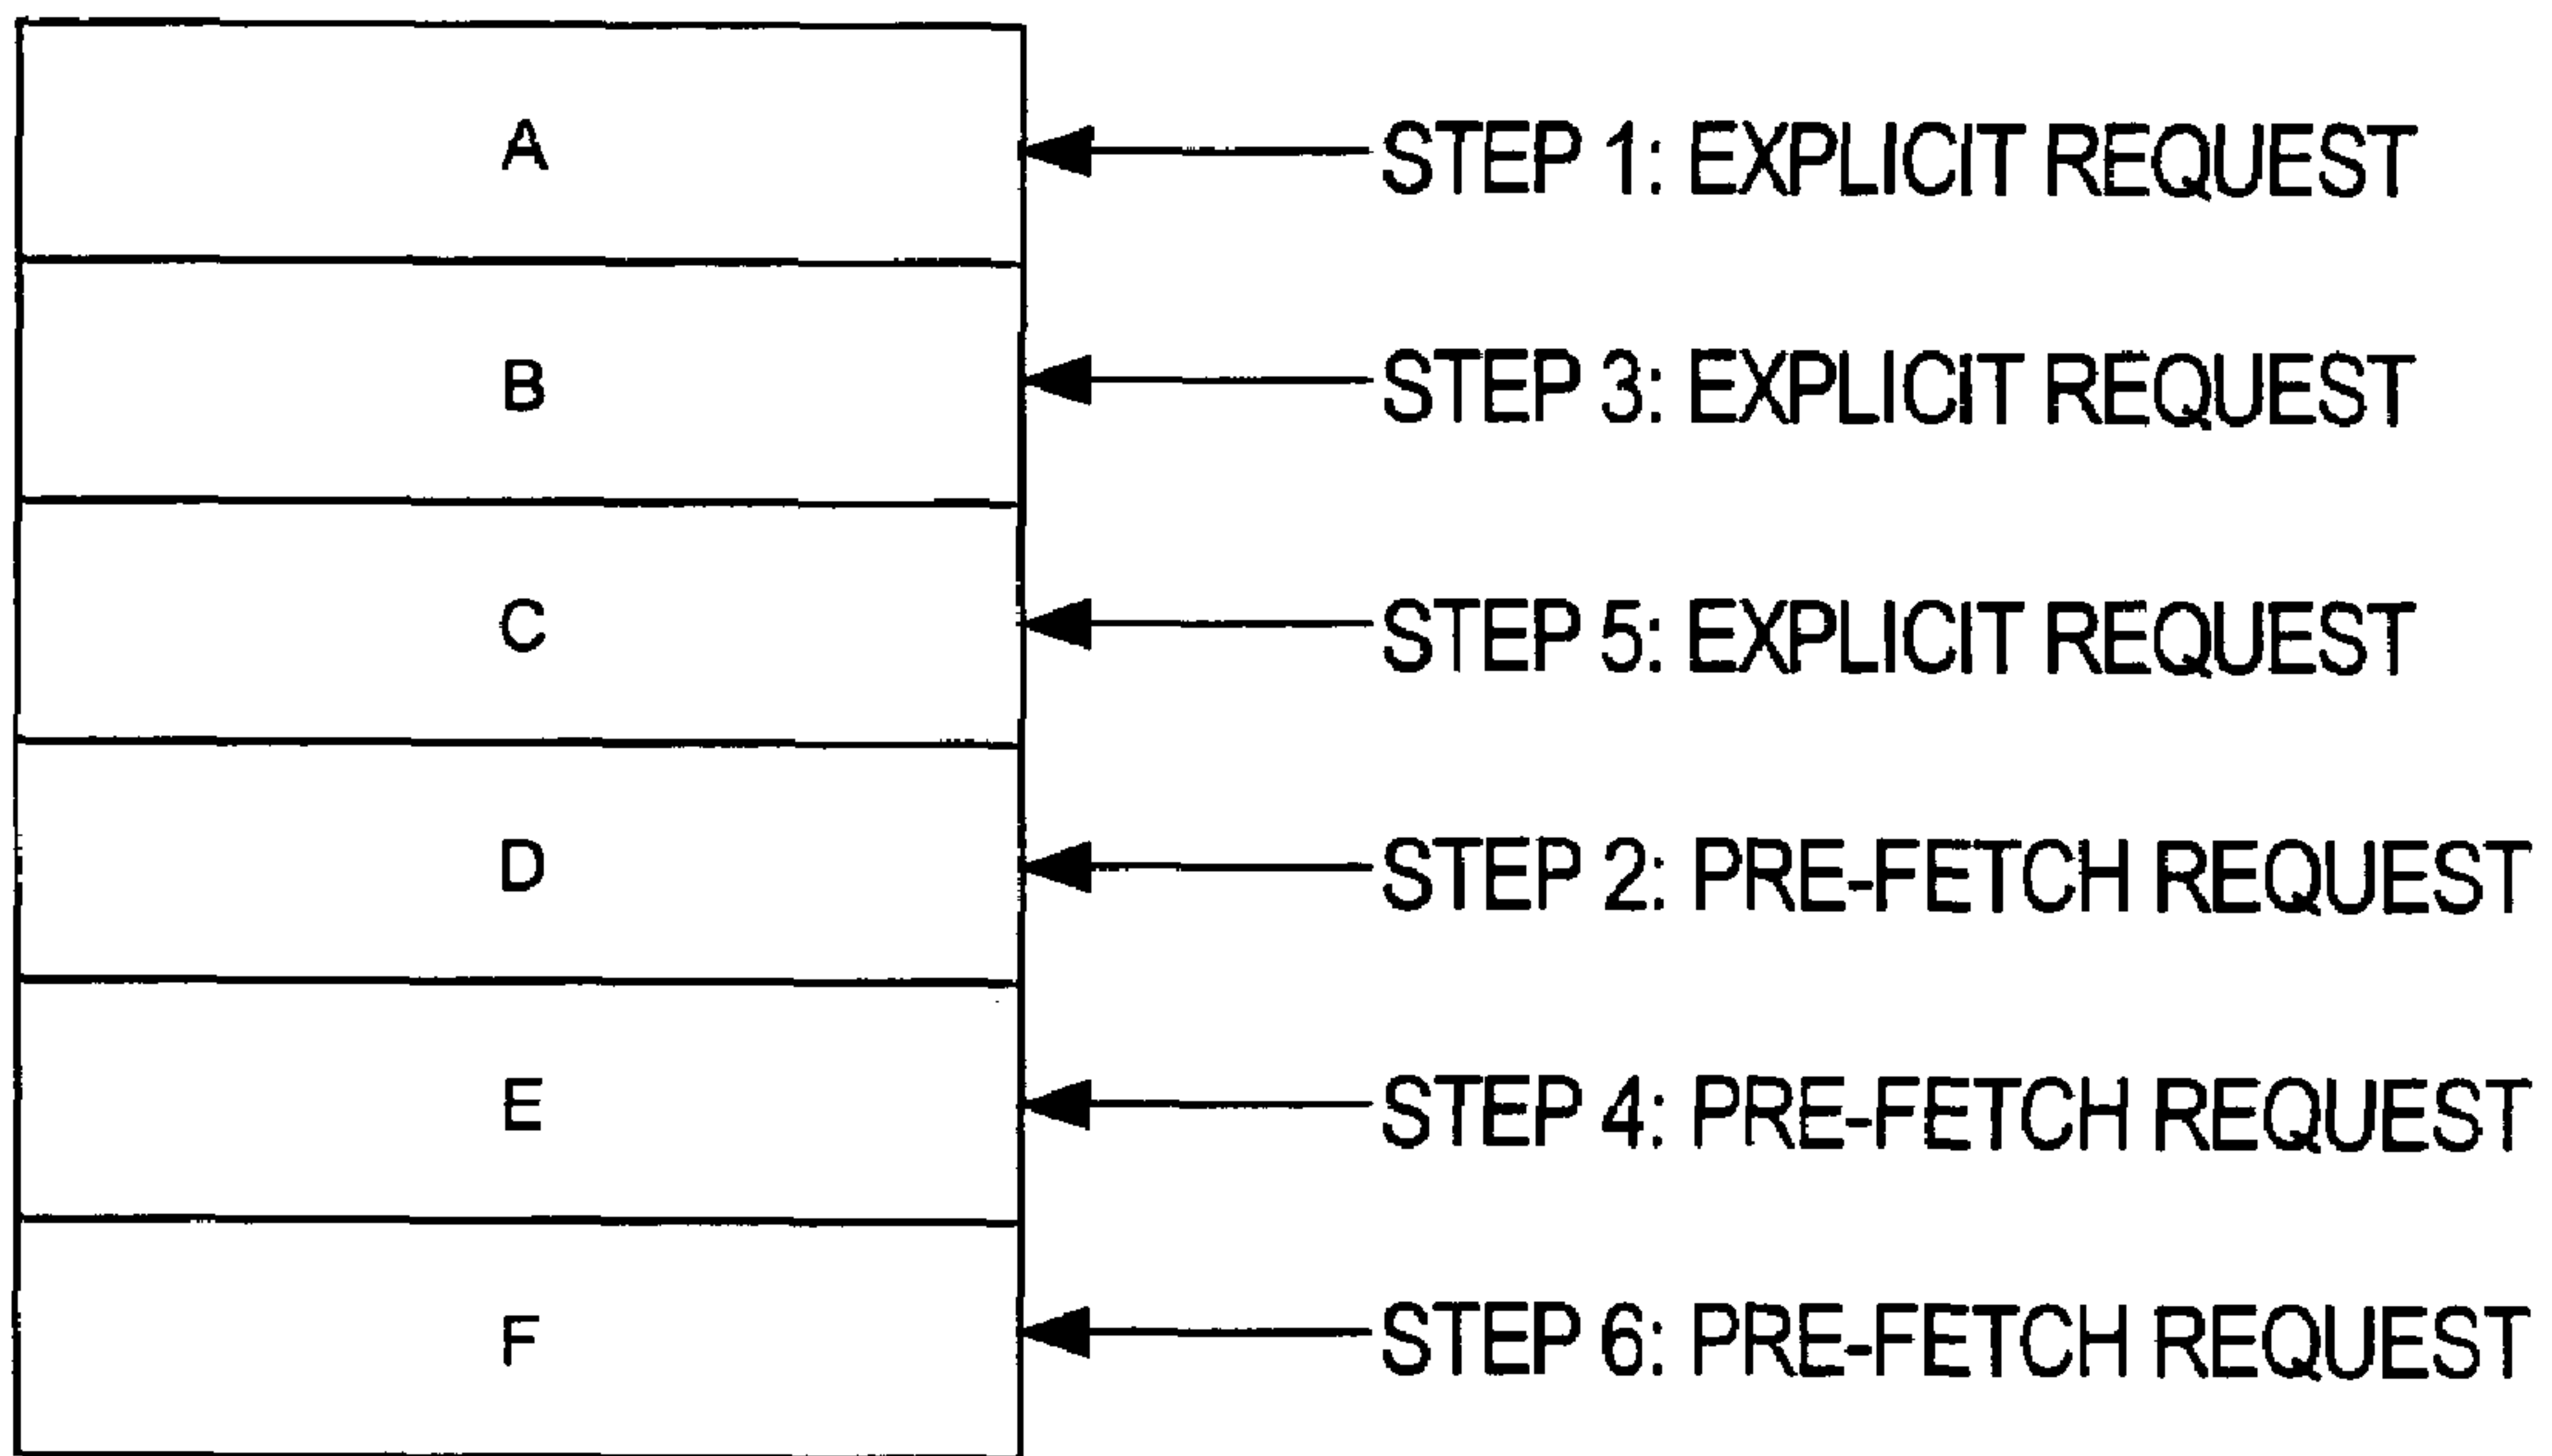 A
STEP 1: EXPLICIT REQUEST
B
STEP 3: EXPLICIT REQUEST
C
STEP 5: EXPLICIT REQUEST
D
STEP 2: PRE-FETCH REQUEST
E
STEP 4: PRE-FETCH REQUEST
F
STEP 6: PRE-FETCH REQUEST